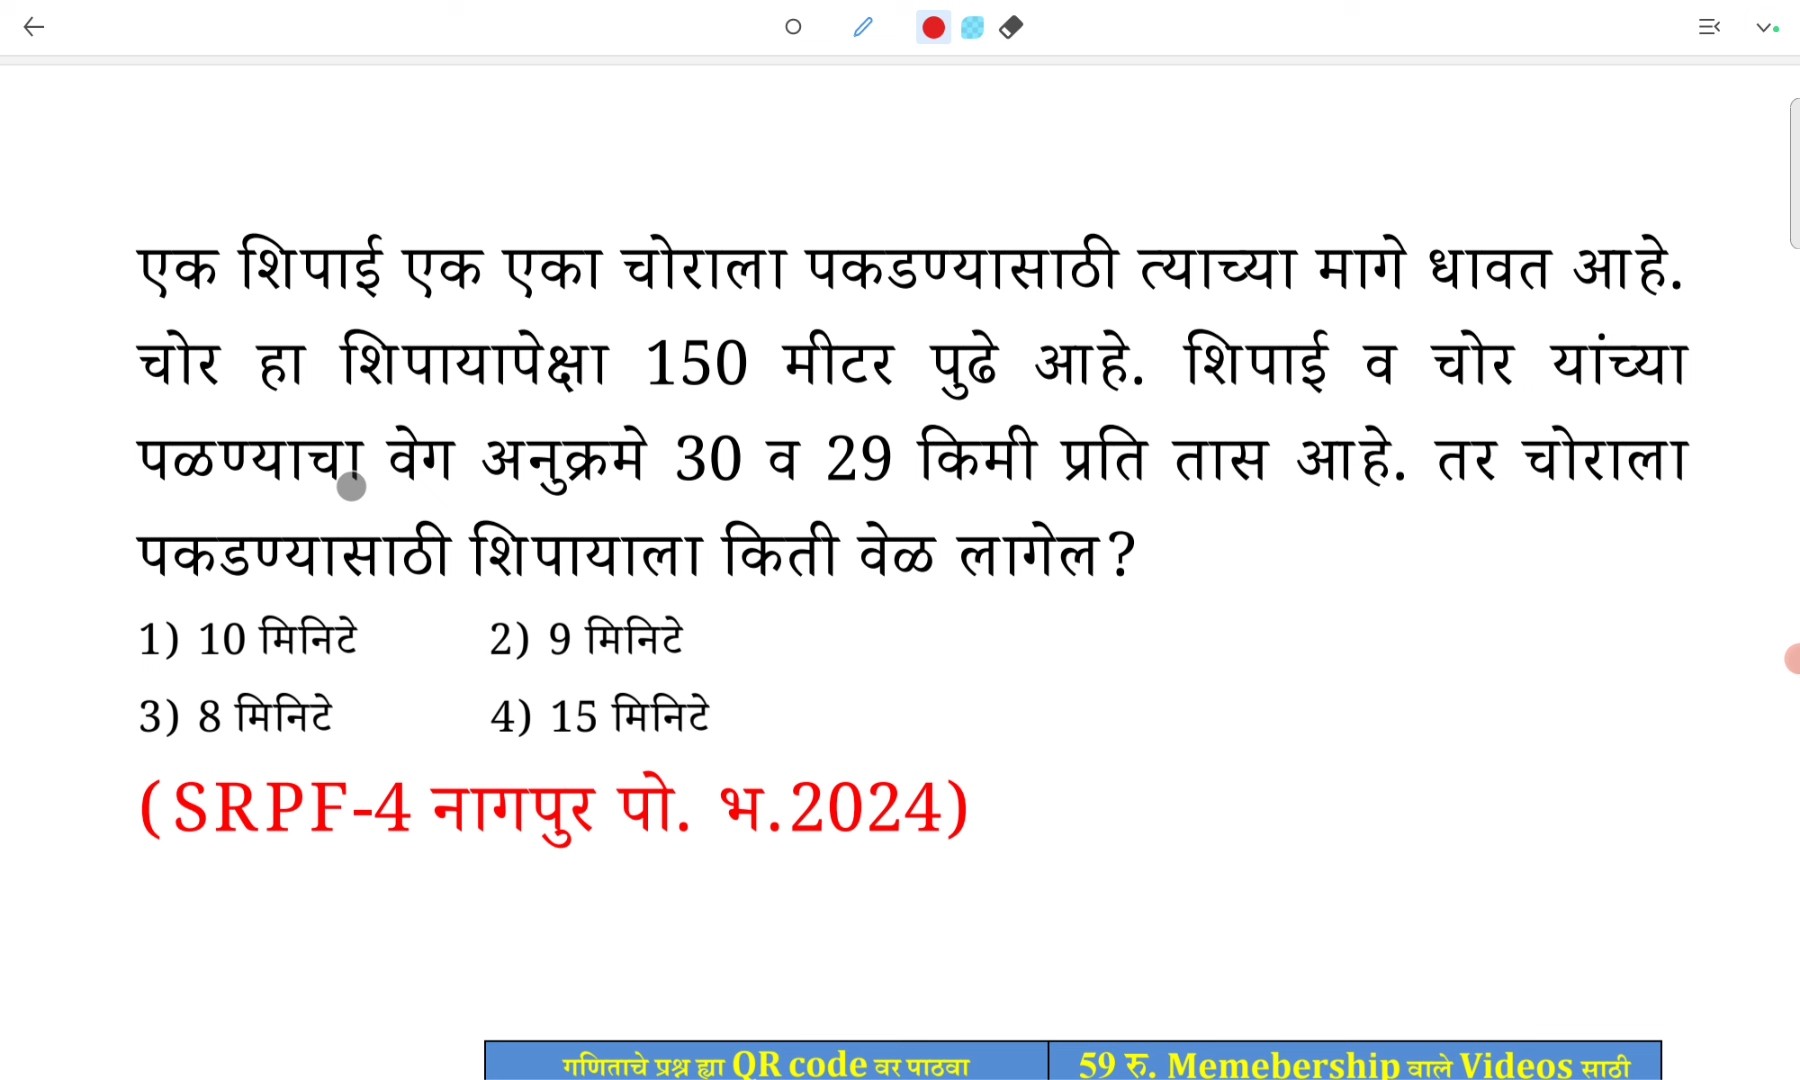 एक शिपाई एक एका चोराला पकडण्यासाठी त्याच्या मागे धावत आहे.
चोर हा शिपायापेक्षा 150 मीटर पुढे आहे. शिपाई व चोर यांच्या
पळण्याचा वेग अनुक्रमे 30 व 29 किमी प्रति तास आहे. तर चोराला
पकडण्यासाठी शिपायाला किती वेळ लागेल?
1) 10 मिनिटे 2) 9 मिनिटे
3) 8 मिनिटे 4) 15 मिनिटे
(SRPF-4 नागपुर पो. भ.2024)
गणिताचे प्रश्न ह्या QR code वर पाठवा 59 रु. Memebership वाले Videos साठी